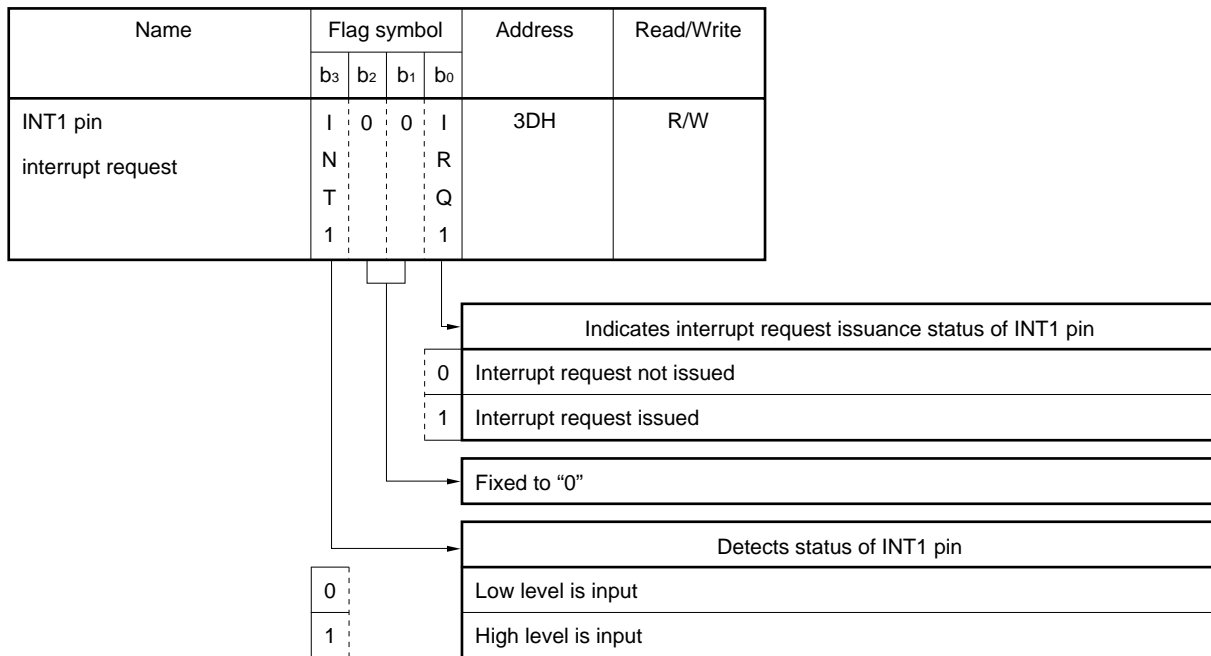 Name Flag symbol Address Read/Write
b3 b2 b1 b0
INT1 pin I 0 0 I 3DH R/W
interrupt request N R
T Q
1 1
Indicates interrupt request issuance status of INT1 pin
0 Interrupt request not issued
1 Interrupt request issued
Fixed to “0”
Detects status of INT1 pin
0 Low level is input
1 High level is input